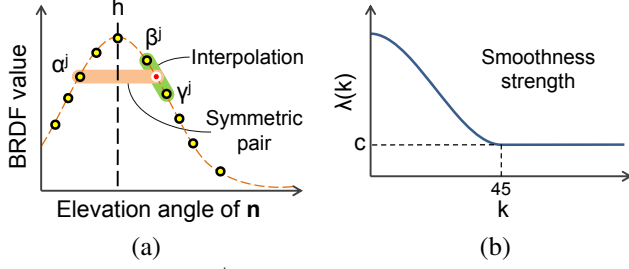 h
α^j
β^j
γ^j
Interpolation
Symmetric
pair
BRDF value
Elevation angle of n
(a)
Smoothness
strength
λ(k)
c
45
k
(b)